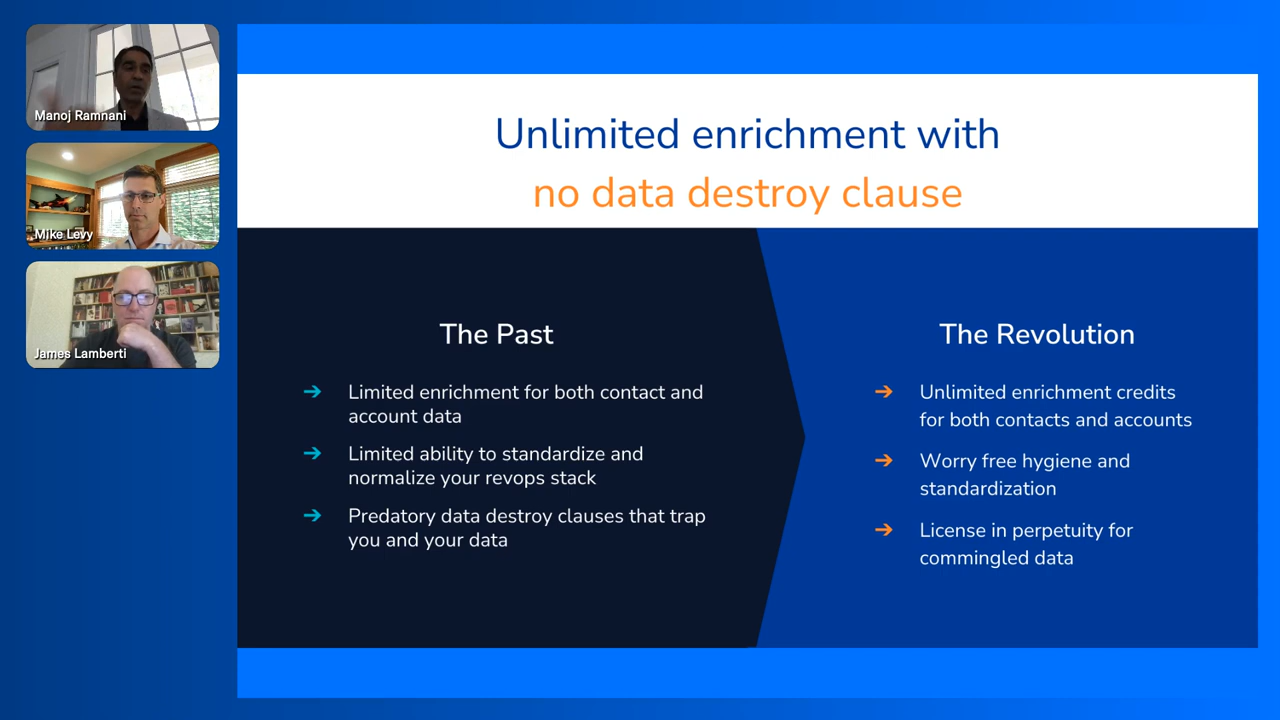 Manoj Ramnani
Mike Levy
James Lamberti
Unlimited enrichment with
no data destroy clause
The Past
➔ Limited enrichment for both contact and
account data
➔ Limited ability to standardize and
normalize your revops stack
➔ Predatory data destroy clauses that trap
you and your data
The Revolution
➔ Unlimited enrichment credits
for both contacts and accounts
➔ Worry free hygiene and
standardization
➔ License in perpetuity for
commingled data